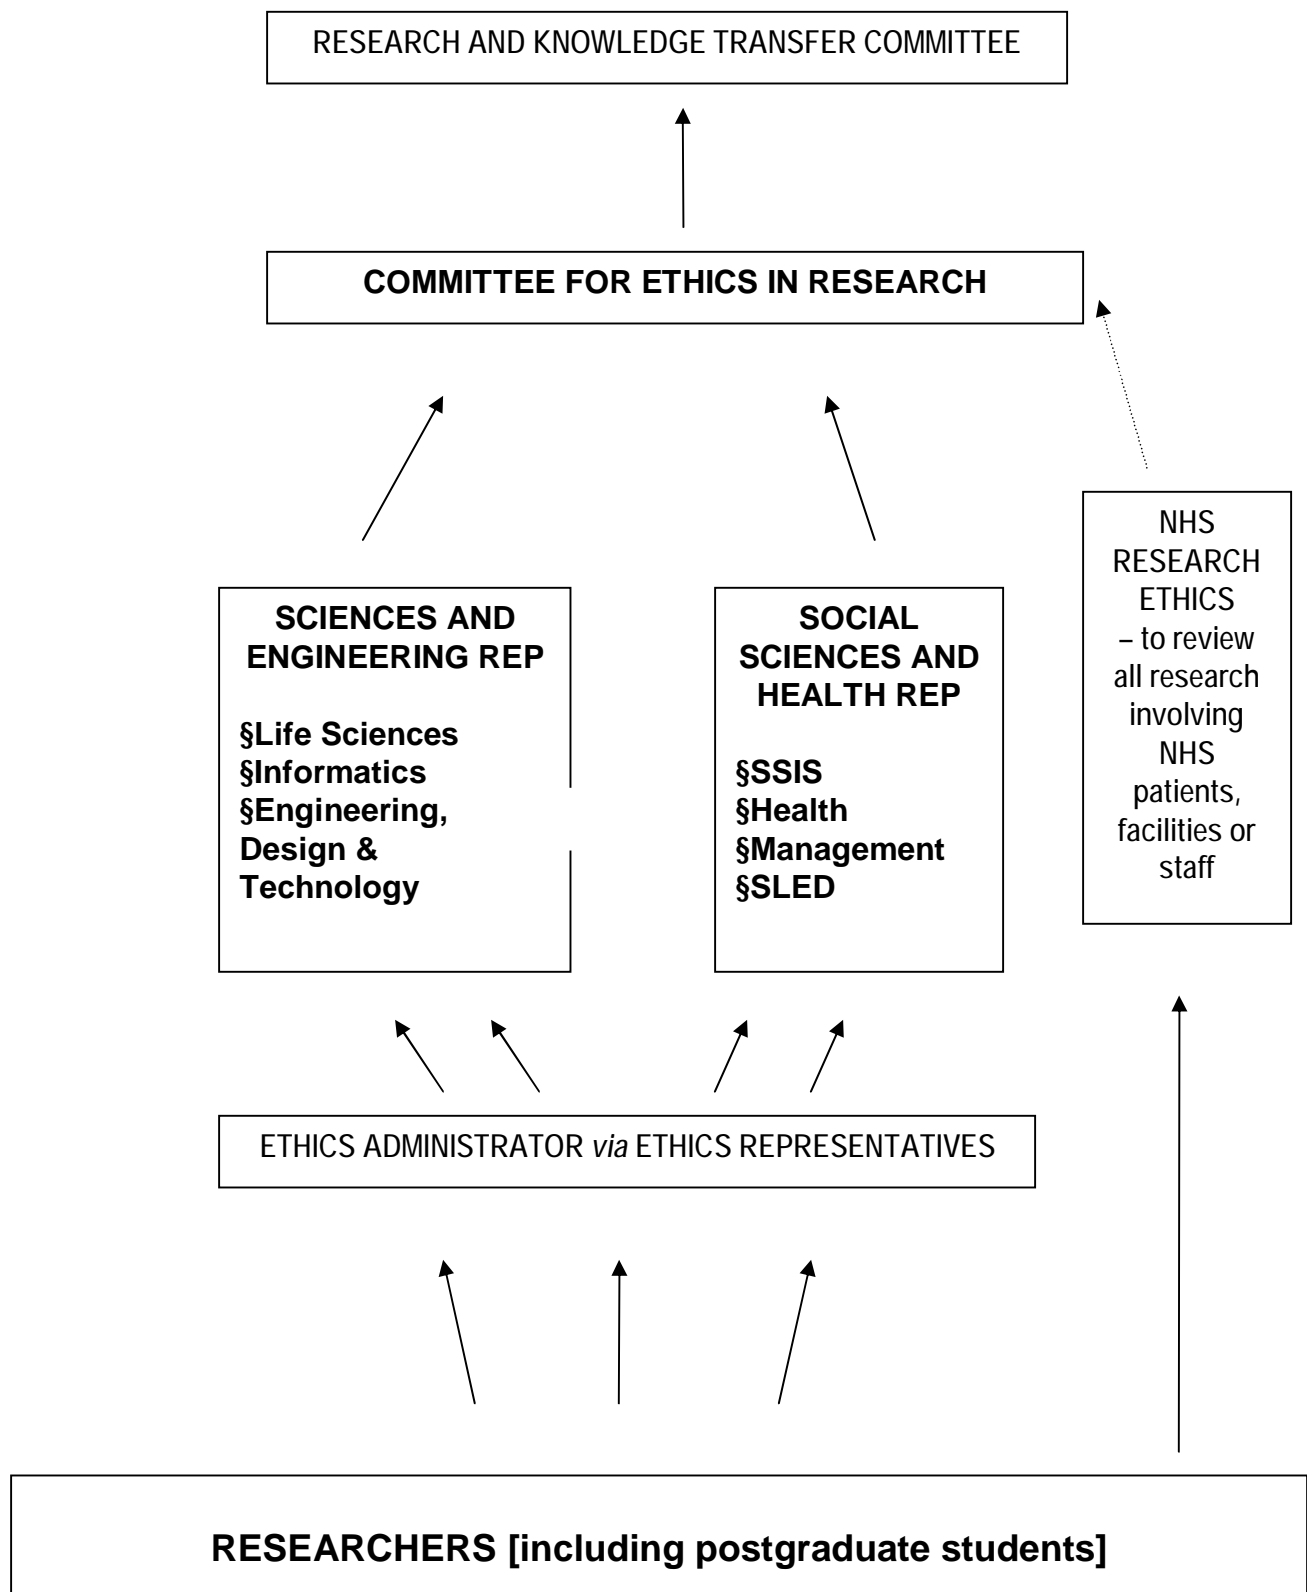 RESEARCH AND KNOWLEDGE TRANSFER COMMITTEE
COMMITTEE FOR ETHICS IN RESEARCH
SCIENCES AND
ENGINEERING REP
§Life Sciences
§Informatics
§Engineering,
Design &
Technology
SOCIAL
SCIENCES AND
HEALTH REP
§SSIS
§Health
§Management
§SLED
NHS
RESEARCH
ETHICS
– to review
all research
involving
NHS
patients,
facilities or
staff
ETHICS ADMINISTRATOR via ETHICS REPRESENTATIVES
RESEARCHERS [including postgraduate students]